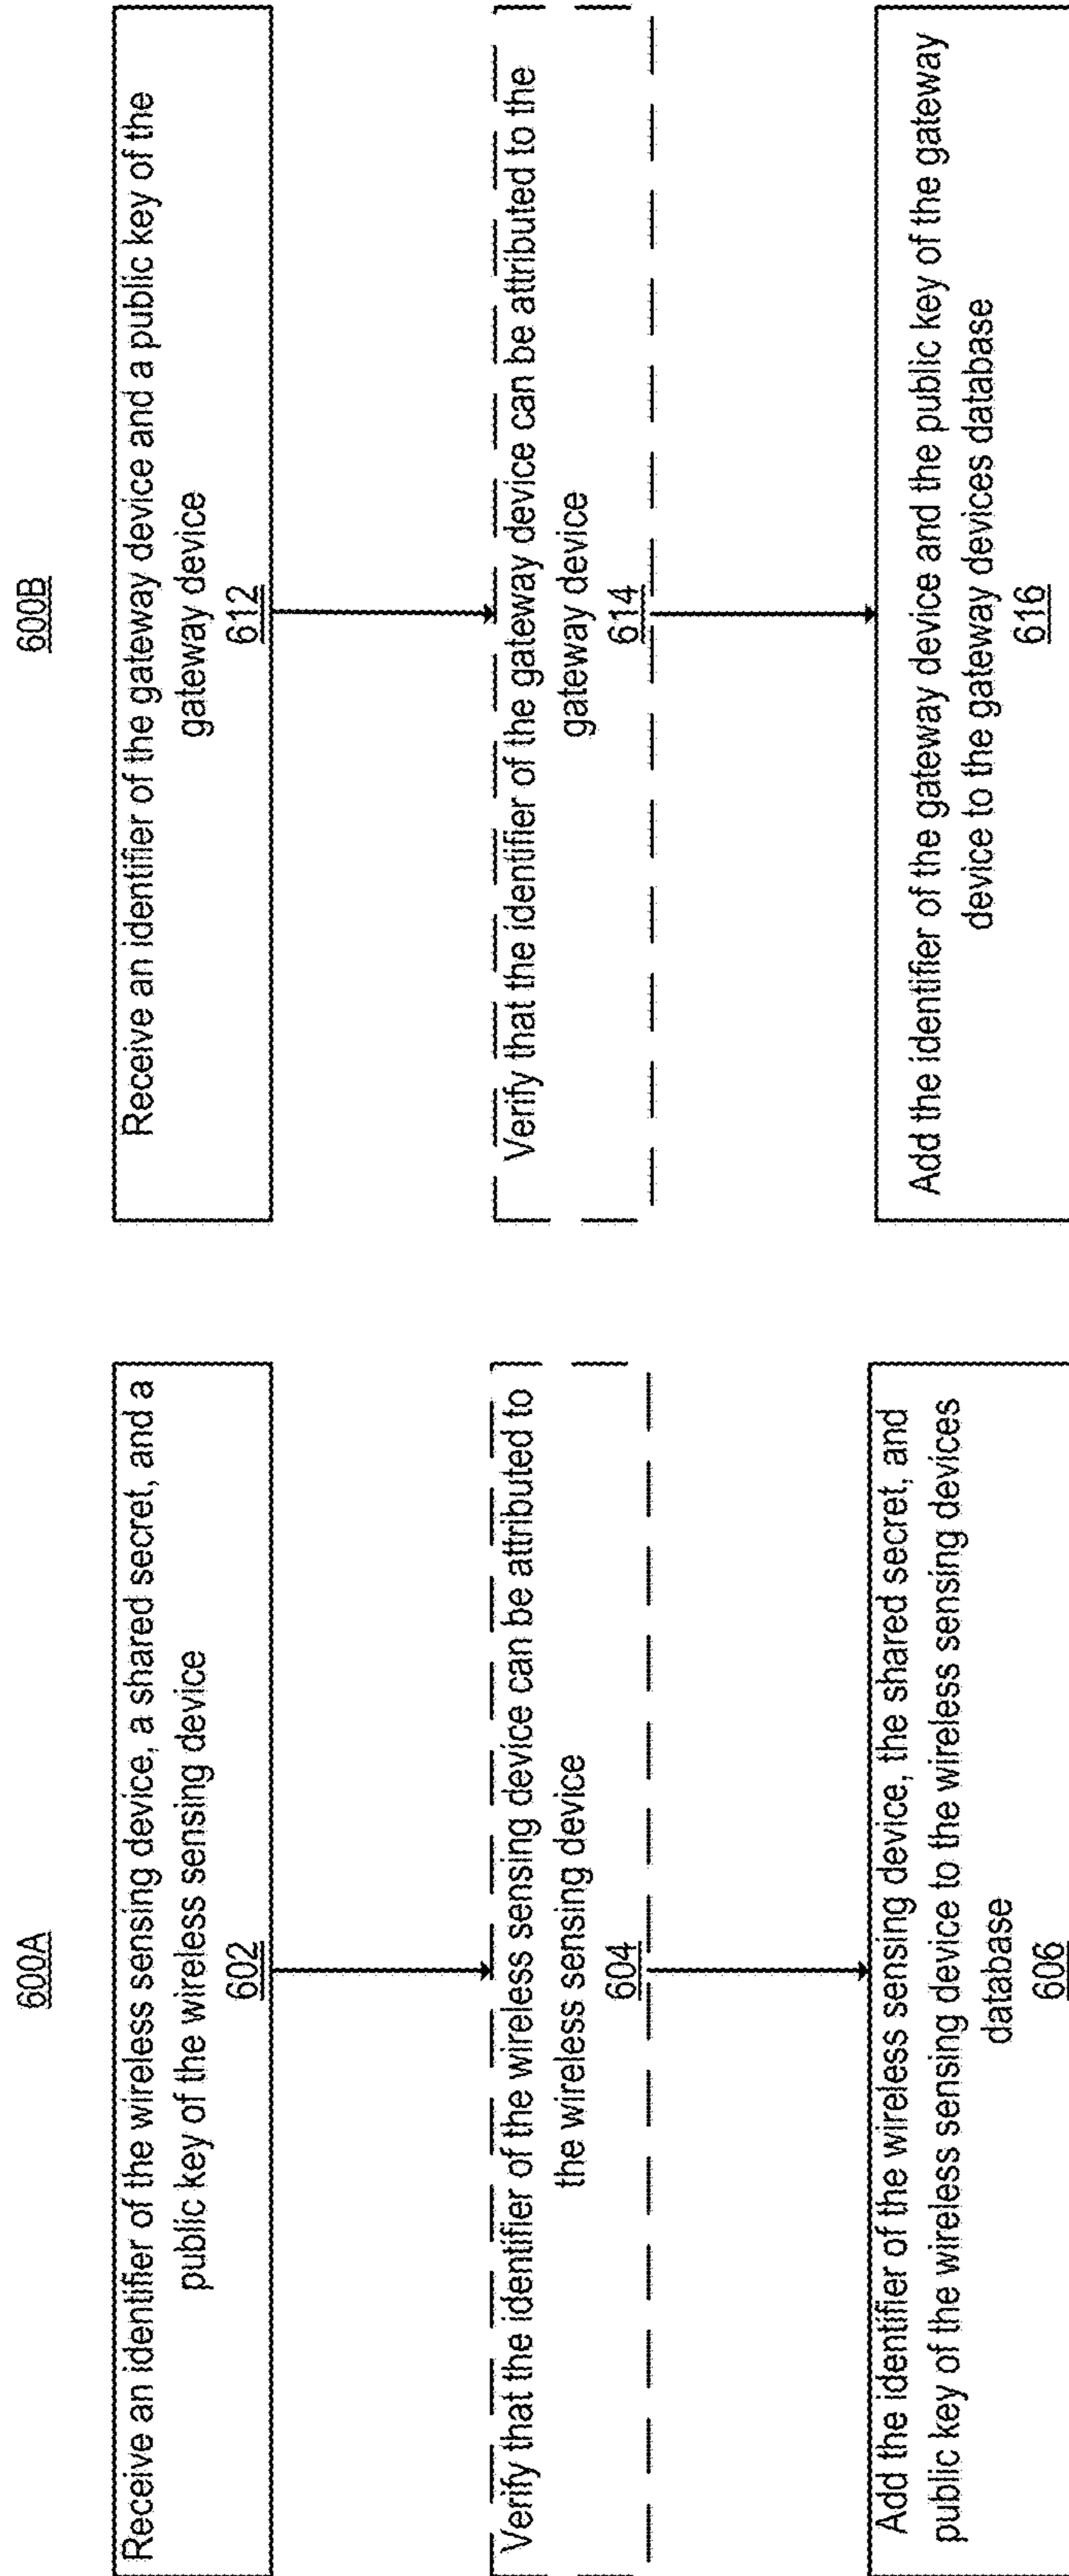 600A
Receive an identifier of the wireless sensing device, a shared secret, and a
public key of the wireless sensing device
602
Verify that the identifier of the wireless sensing device can be attributed to
the wireless sensing device
604
Add the identifier of the wireless sensing device, the shared secret, and
public key of the wireless sensing device to the wireless sensing devices
database
606
600B
Receive an identifier of the gateway device and a public key of the
gateway device
612
Verify that the identifier of the gateway device can be attributed to the
gateway device
614
Add the identifier of the gateway device and the public key of the gateway
device to the gateway devices database
616